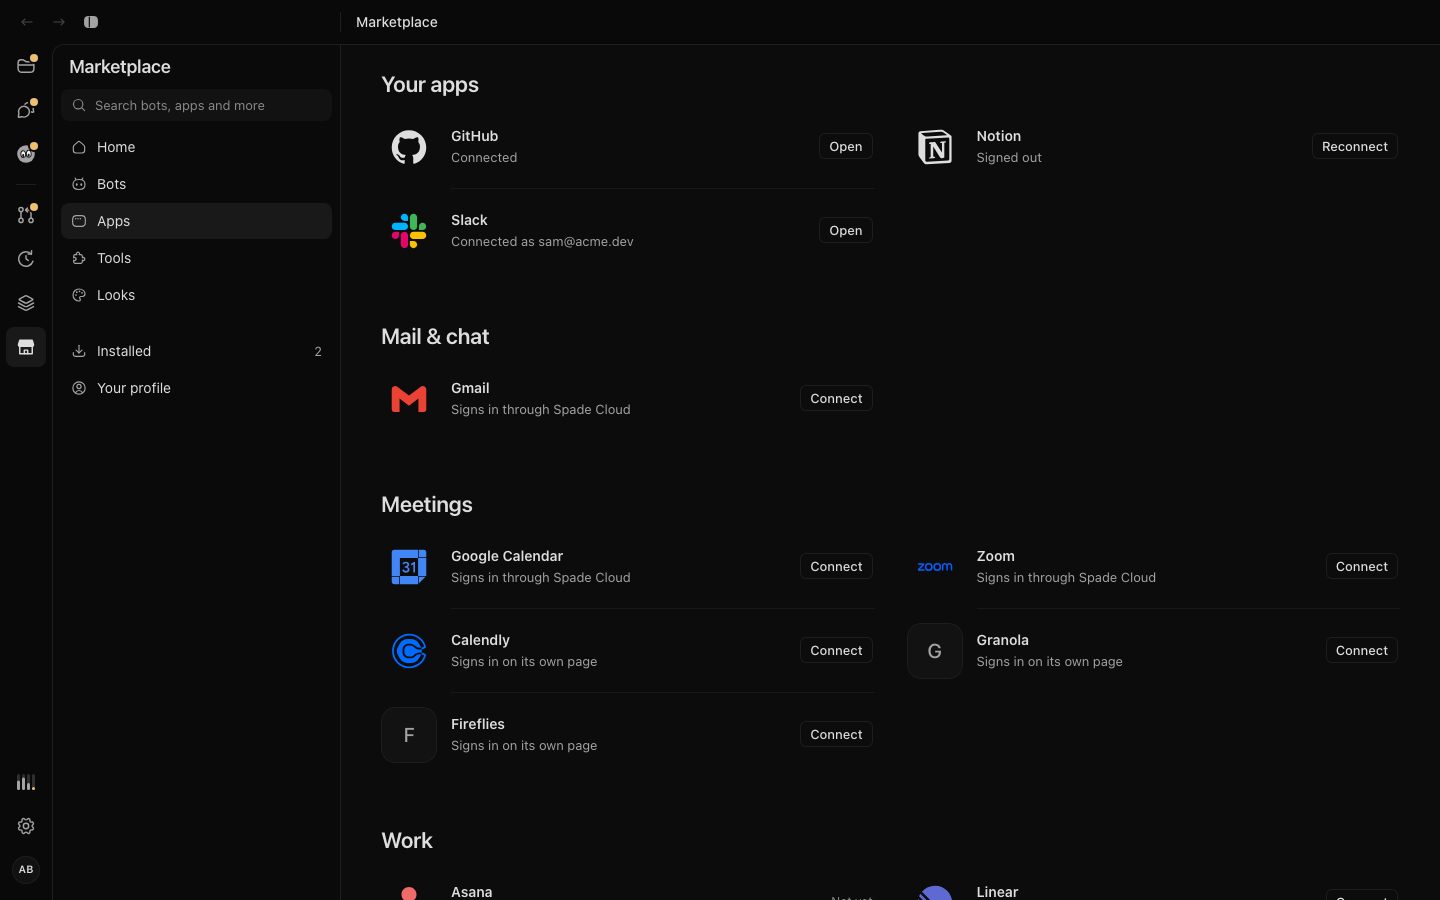 Marketplace
Marketplace
Search bots, apps and more
Home
Bots
Apps
Tools
Looks
Installed
2
Your profile
AB
Your apps
GitHub
Connected
Open
Notion
Signed out
Reconnect
Slack
Connected as sam@acme.dev
Open
Mail & chat
Gmail
Signs in through Spade Cloud
Connect
Meetings
31
Google Calendar
Signs in through Spade Cloud
Connect
zoom
Zoom
Signs in through Spade Cloud
Connect
Calendly
Signs in on its own page
Connect
G
Granola
Signs in on its own page
Connect
F
Fireflies
Signs in on its own page
Connect
Work
Asana
Linear